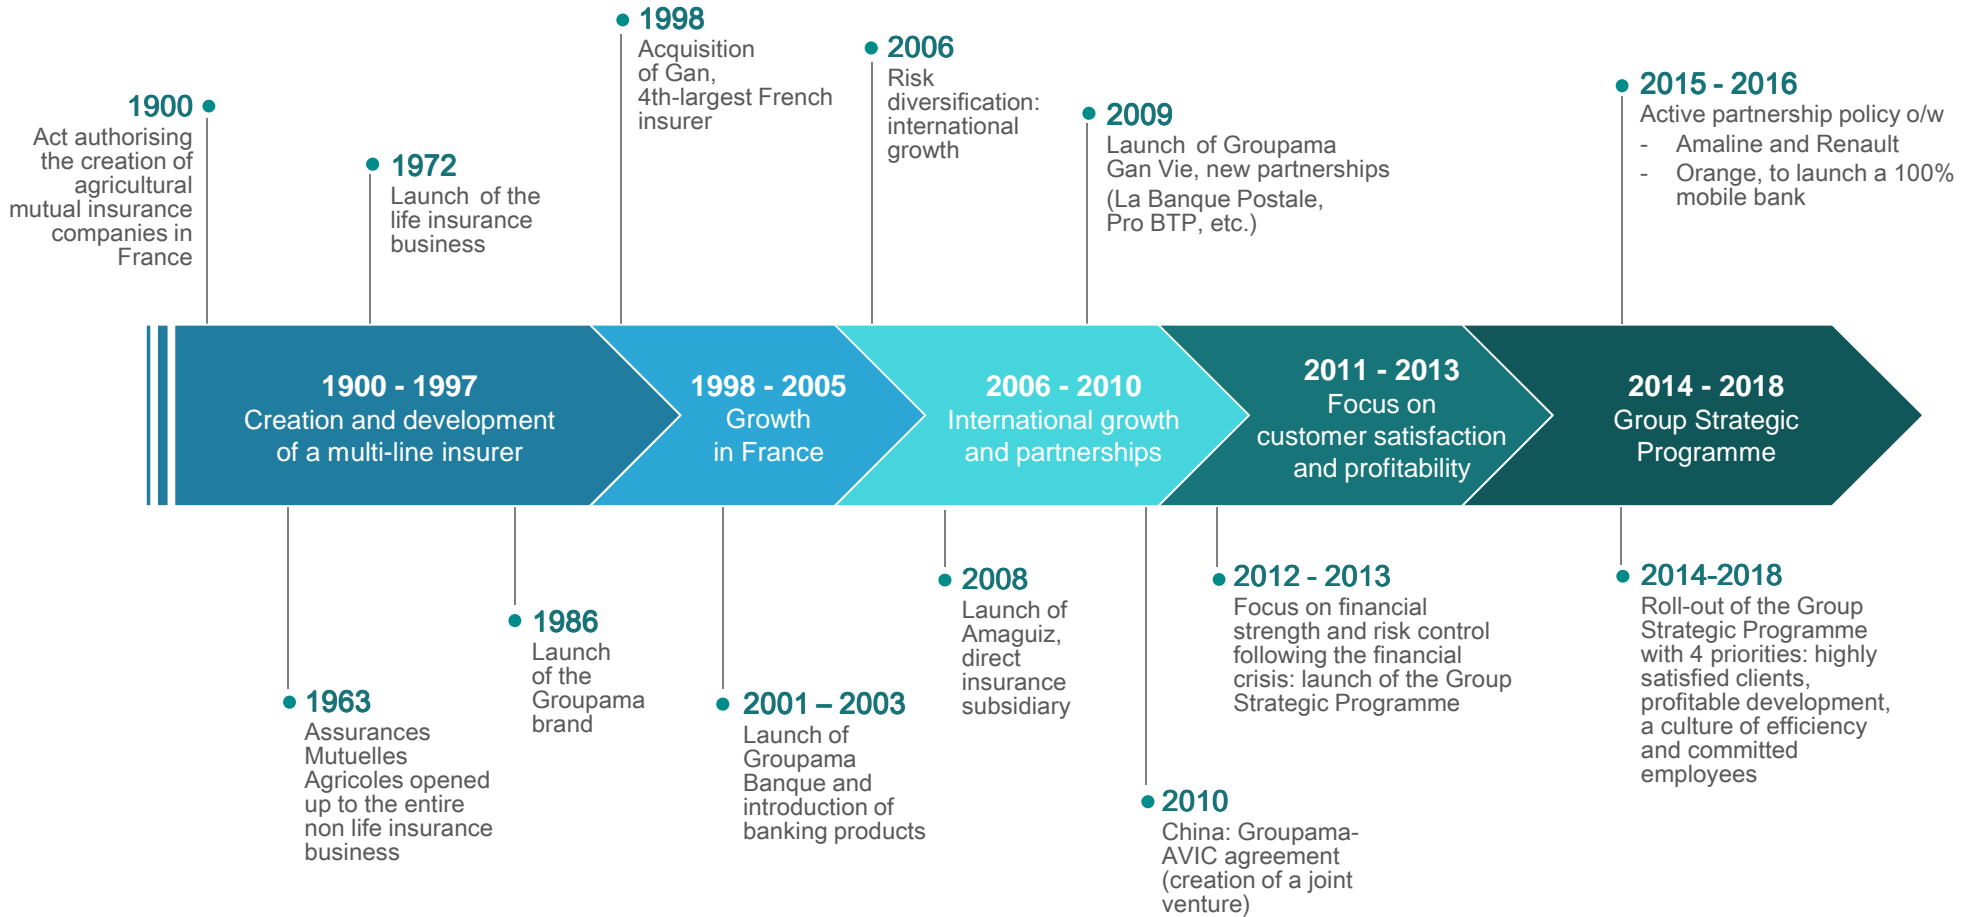 1900
Act authorising
the creation of
agricultural
mutual insurance
companies in
France
1972
Launch of the
life insurance
business
1998
Acquisition
of Gan,
4th-largest French
insurer
2006
Risk
diversification:
international
growth
2009
Launch of Groupama
Gan Vie, new partnerships
(La Banque Postale,
Pro BTP, etc.)
2015 - 2016
Active partnership policy o/w
- Amaline and Renault
- Orange, to launch a 100%
mobile bank
1900 - 1997
Creation and development
of a multi-line insurer
1998 - 2005
Growth
in France
2006 - 2010
International growth
and partnerships
2011 - 2013
Focus on
customer satisfaction
and profitability
2014 - 2018
Group Strategic
Programme
1963
Assurances
Mutuelles
Agricoles opened
up to the entire
non life insurance
business
1986
Launch
of the
Groupama
brand
2001 – 2003
Launch of
Groupama
Banque and
introduction of
banking products
2008
Launch of
Amaguiz,
direct
insurance
subsidiary
2010
China: Groupama-
AVIC agreement
(creation of a joint
venture)
2012 - 2013
Focus on financial
strength and risk control
following the financial
crisis: launch of the Group
Strategic Programme
2014-2018
Roll-out of the Group
Strategic Programme
with 4 priorities: highly
satisfied clients,
profitable development,
a culture of efficiency
and committed
employees